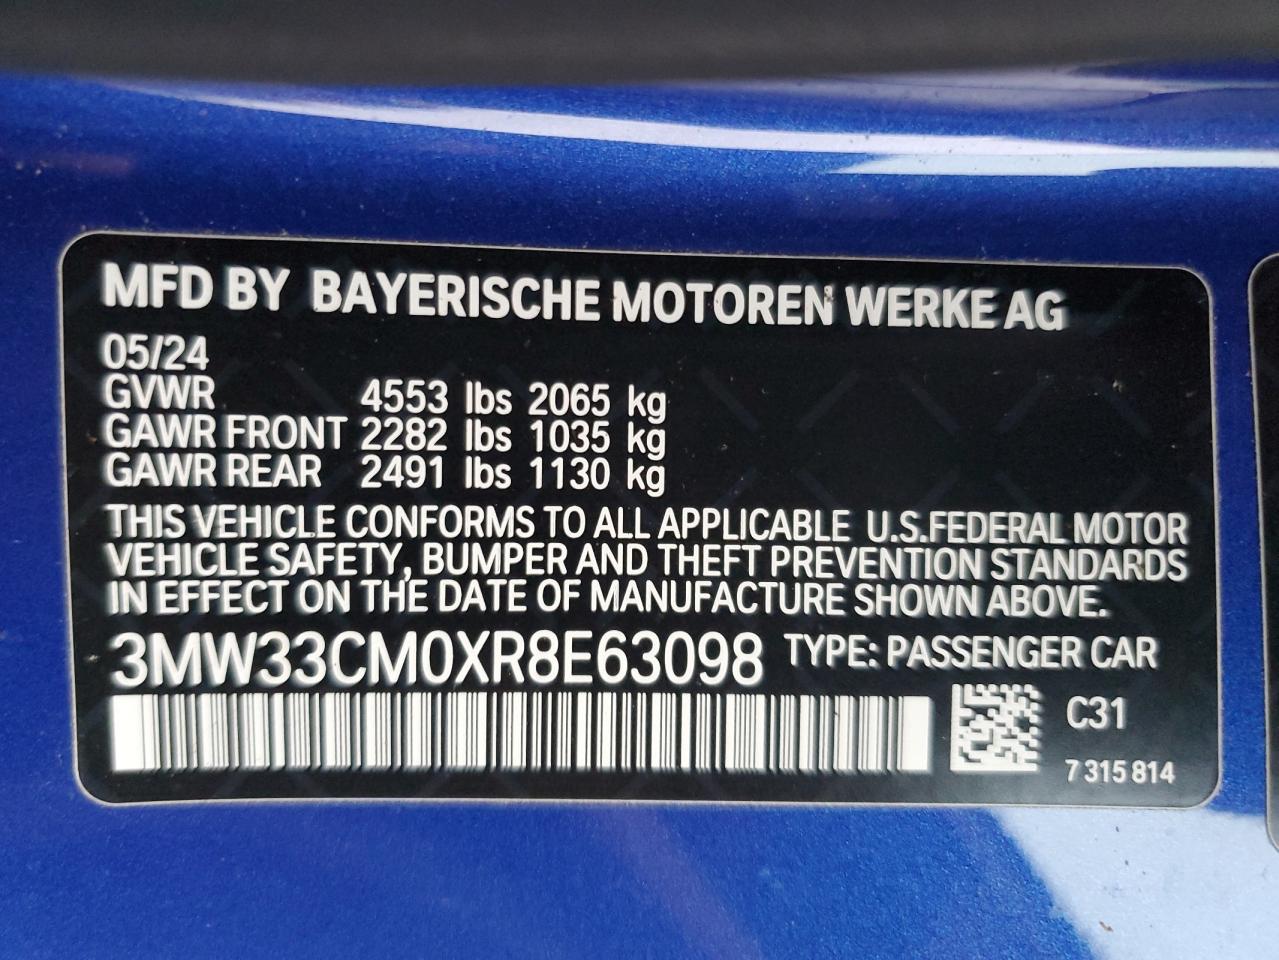 MFD BY BAYERISCHE MOTOREN WERKE AG
05/24
GVWR 4553 lbs 2065 kg
GAWR FRONT 2282 lbs 1035 kg
GAWR REAR 2491 lbs 1130 kg
THIS VEHICLE CONFORMS TO ALL APPLICABLE U.S.FEDERAL MOTOR
VEHICLE SAFETY, BUMPER AND THEFT PREVENTION STANDARDS
IN EFFECT ON THE DATE OF MANUFACTURE SHOWN ABOVE.
3MW33CM0XR8E63098 TYPE: PASSENGER CAR
C31
7 315 814